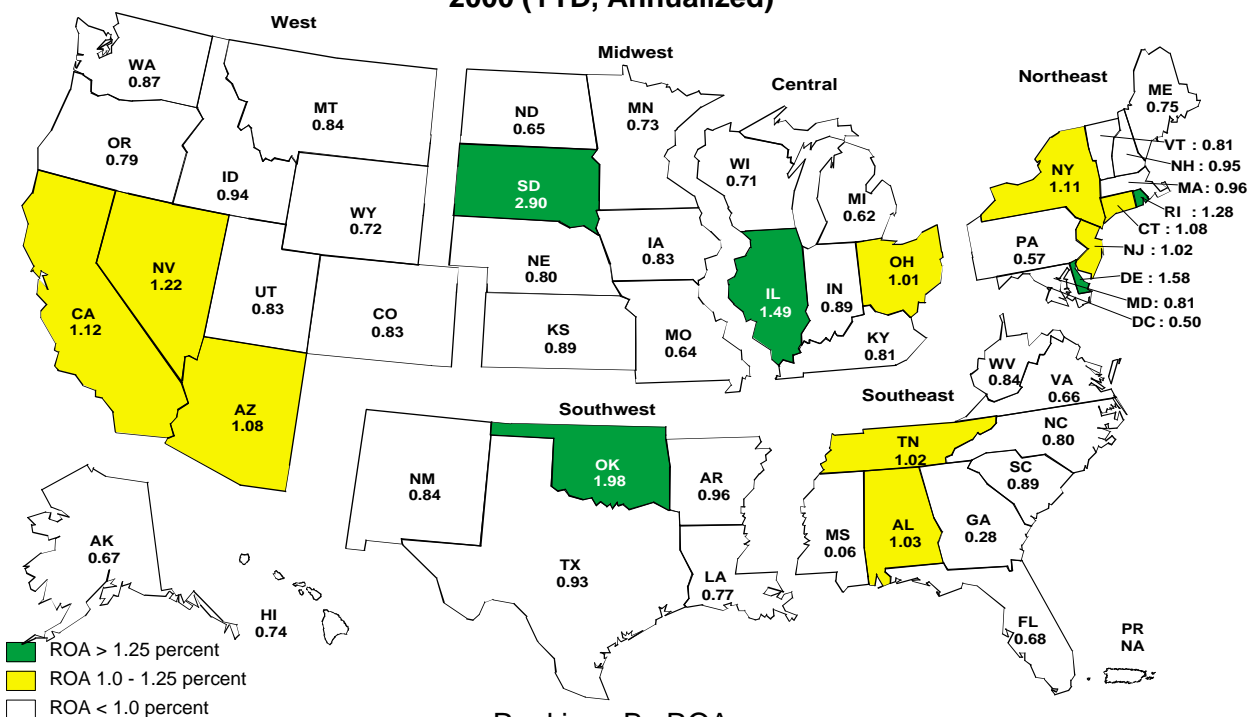 2000 (YTD, Annualized)
West
Midwest
Central
Northeast
Southwest
Southeast
WA
0.87
OR
0.79
CA
1.12
NV
1.22
ID
0.94
MT
0.84
WY
0.72
UT
0.83
CO
0.83
AZ
1.08
AK
0.67
HI
0.74
ND
0.65
SD
2.90
NE
0.80
KS
0.89
MN
0.73
IA
0.83
MO
0.64
NM
0.84
OK
1.98
TX
0.93
AR
0.96
LA
0.77
WI
0.71
MI
0.62
IL
1.49
IN
0.89
OH
1.01
KY
0.81
TN
1.02
MS
0.06
AL
1.03
GA
0.28
FL
0.68
SC
0.89
NC
0.80
VA
0.66
WV
0.84
PR
NA
ME
0.75
NY
1.11
PA
0.57
VT : 0.81
NH : 0.95
MA : 0.96
RI : 1.28
CT : 1.08
NJ : 1.02
DE : 1.58
MD: 0.81
DC : 0.50
ROA > 1.25 percent
ROA 1.0 - 1.25 percent
ROA < 1.0 percent